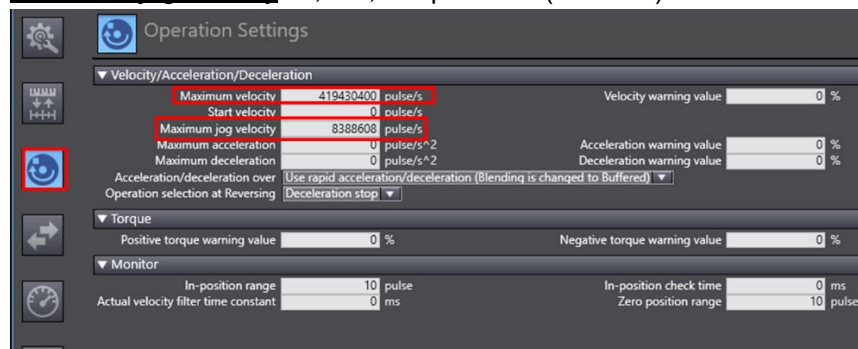 Operation Settings
▼ Velocity/Acceleration/Deceleration
Maximum velocity 419430400 pulse/s Velocity warning value 0 %
Start velocity 0 pulse/s
Maximum jog velocity 8388608 pulse/s
Maximum acceleration 0 pulse/s^2 Acceleration warning value 0 %
Maximum deceleration 0 pulse/s^2 Deceleration warning value 0 %
Acceleration/deceleration over Use rapid acceleration/deceleration (Blending is changed to Buffered) ▼
Operation selection at Reversing Deceleration stop ▼
▼ Torque
Positive torque warning value 0 % Negative torque warning value 0 %
▼ Monitor
In-position range 10 pulse In-position check time 0 ms
Actual velocity filter time constant 0 ms Zero position range 10 pulse